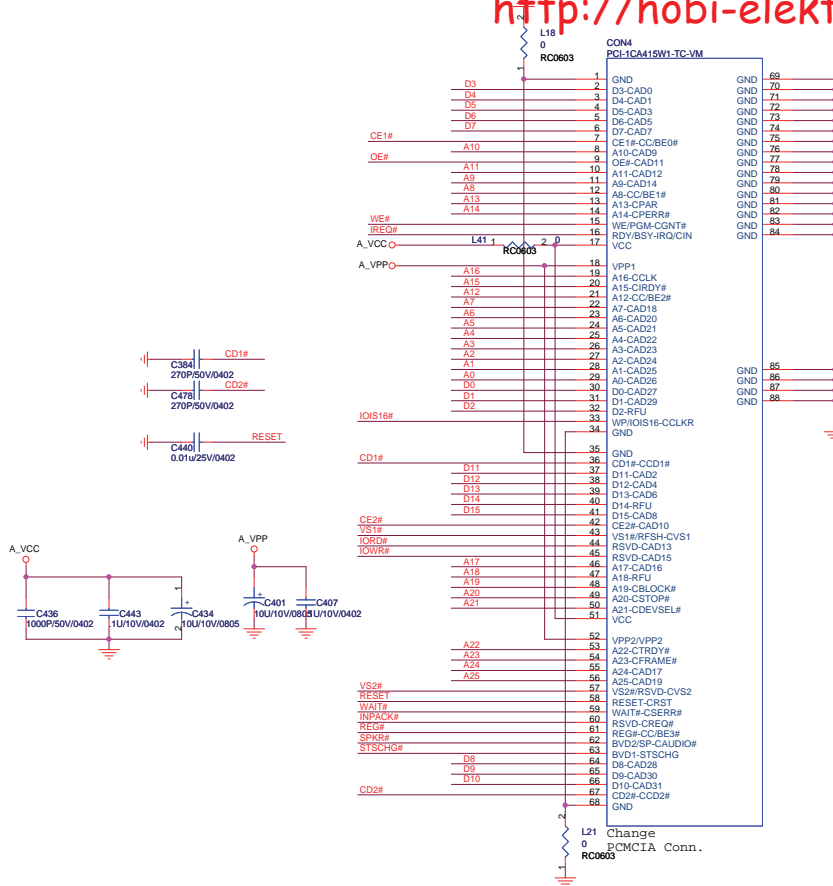 http://hobi-elekt
L18
0
RC0603
2
1
CON4
PCI-1CA415W1-TC-VM
1 GND GND 69
D3 2 D3-CAD0 GND 70
D4 3 D4-CAD1 GND 71
D5 4 D5-CAD3 GND 72
D6 5 D6-CAD5 GND 73
D7 6 D7-CAD7 GND 74
CE1# 7 CE1#-CC/BE0# GND 75
A10 8 A10-CAD9 GND 76
OE# 9 OE#-CAD11 GND 77
A11 10 A11-CAD12 GND 78
A9 11 A9-CAD14 GND 79
A8 12 A8-CC/BE1# GND 80
A13 13 A13-CPAR GND 81
A14 14 A14-CPERR# GND 82
WE# 15 WE/PGM-CGNT# GND 83
IREQ# 16 RDY/BSY-IRQ/CIN GND 84
A_VCC L41 1 2 0 17 VCC
RC0603
A_VPP 18 VPP1
A16 19 A16-CCLK
A15 20 A15-CIRDY#
A12 21 A12-CC/BE2#
A7 22 A7-CAD18
A6 23 A6-CAD20
A5 24 A5-CAD21
A4 25 A4-CAD22
A3 26 A3-CAD23
A2 27 A2-CAD24
A1 28 A1-CAD25 GND 85
A0 29 A0-CAD26 GND 86
D0 30 D0-CAD27 GND 87
D1 31 D1-CAD29 GND 88
D2 32 D2-RFU
IOIS16# 33 WP/IOIS16-CCLKR
34 GND
35 GND
CD1# 36 CD1#-CCD1#
D11 37 D11-CAD2
D12 38 D12-CAD4
D13 39 D13-CAD6
D14 40 D14-RFU
D15 41 D15-CAD8
CE2# 42 CE2#-CAD10
VS1# 43 VS1#/RFSH-CVS1
IORD# 44 RSVD-CAD13
IOWR# 45 RSVD-CAD15
A17 46 A17-CAD16
A18 47 A18-RFU
A19 48 A19-CBLOCK#
A20 49 A20-CSTOP#
A21 50 A21-CDEVSEL#
51 VCC
52 VPP2/VPP2
A22 53 A22-CTRDY#
A23 54 A23-CFRAME#
A24 55 A24-CAD17
A25 56 A25-CAD19
VS2# 57 VS2#/RSVD-CVS2
RESET 58 RESET-CRST
WAIT# 59 WAIT#-CSERR#
INPACK# 60 RSVD-CREQ#
REG# 61 REG#-CC/BE3#
SPKR# 62 BVD2/SP-CAUDIO#
STSCHG# 63 BVD1-STSCHG
D8 64 D8-CAD28
D9 65 D9-CAD30
D10 66 D10-CAD31
CD2# 67 CD2#-CCD2#
68 GND
2
L21
0
RC0603
1
Change
PCMCIA Conn.
CD1#
C384
270P/50V/0402
CD2#
C478
270P/50V/0402
RESET
C440
0.01u/25V/0402
A_VCC
C436
1000P/50V/0402
C443
.1U/10V/0402
1
+
C434
10U/10V/0805
2
A_VPP
+
C401
10U/10V/0805
C407
.1U/10V/0402